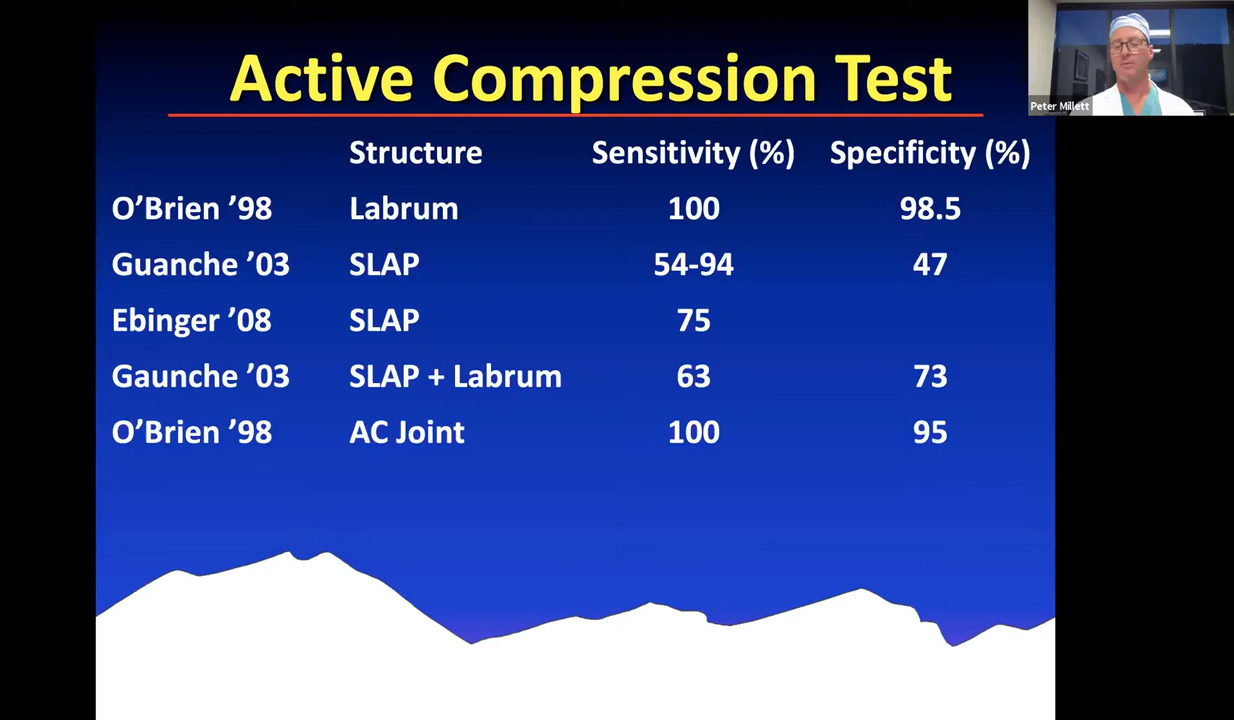 Active Compression Test
Structure Sensitivity (%) Specificity (%)
O’Brien ’98 Labrum 100 98.5
Guanche ’03 SLAP 54-94 47
Ebinger ’08 SLAP 75
Gaunche ’03 SLAP + Labrum 63 73
O’Brien ’98 AC Joint 100 95
Peter Millett